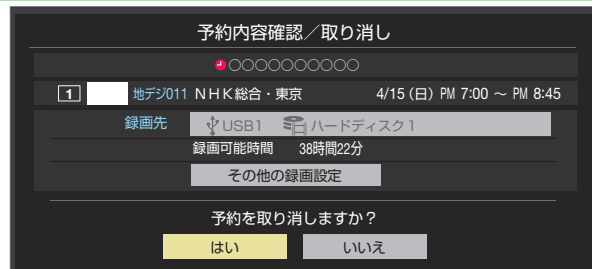 予約内容確認／取り消し
○○○○○○○○○○
1 地デジ011 NHK総合・東京 4/15(日) PM 7:00 ～ PM 8:45
録画先 USB1 ハードディスク1
録画可能時間 38時間22分
その他の録画設定
予約を取り消しますか？
はい いいえ